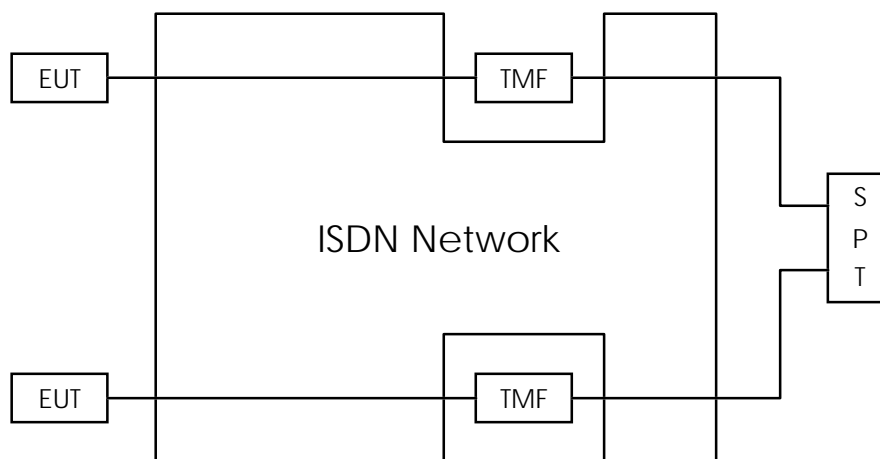 EUT
TMF
S
P
T
ISDN Network
EUT
TMF